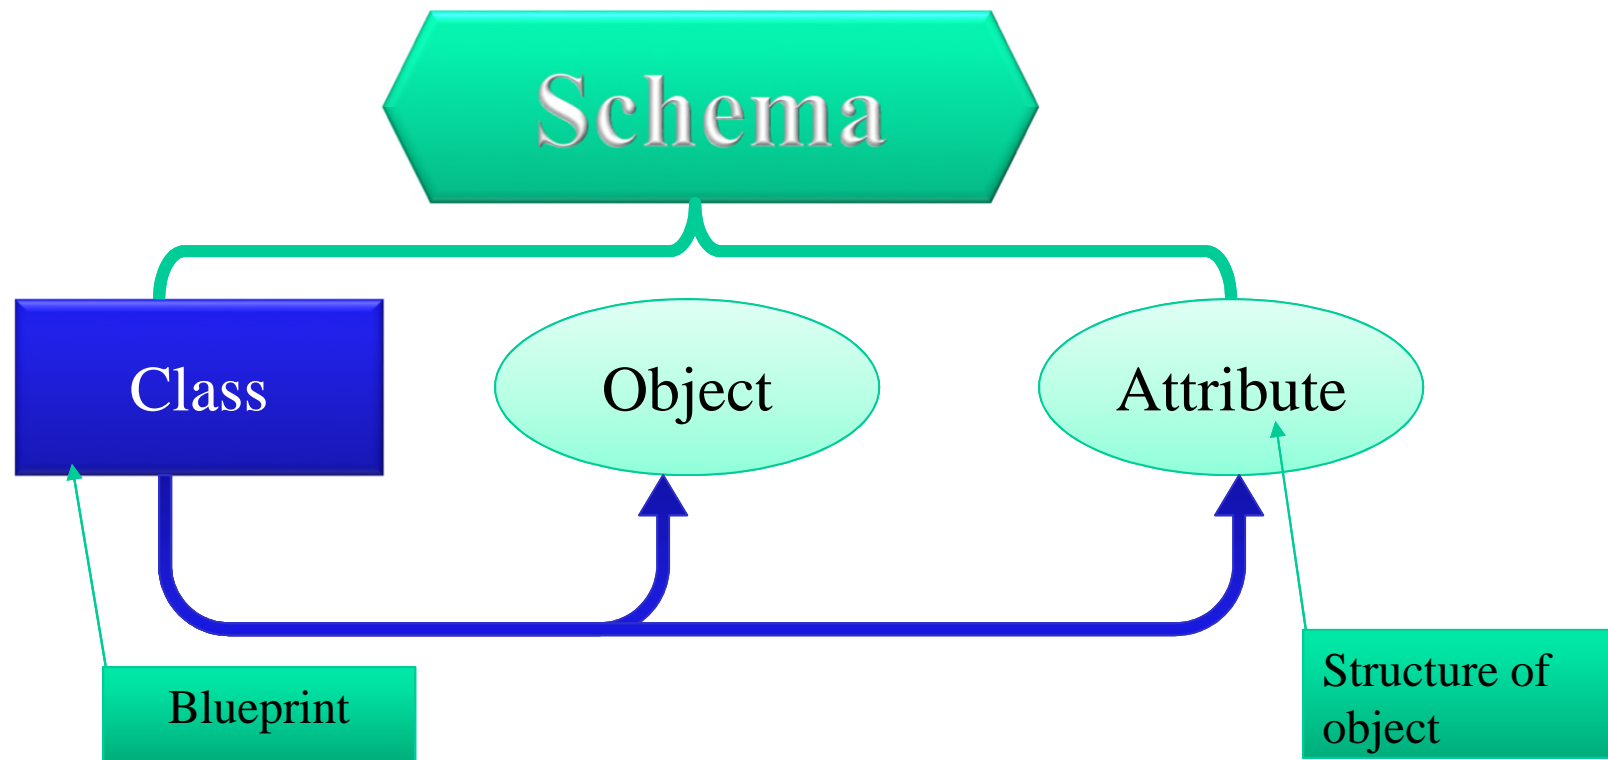 Schema
Class
Object
Attribute
Blueprint
Structure of
object